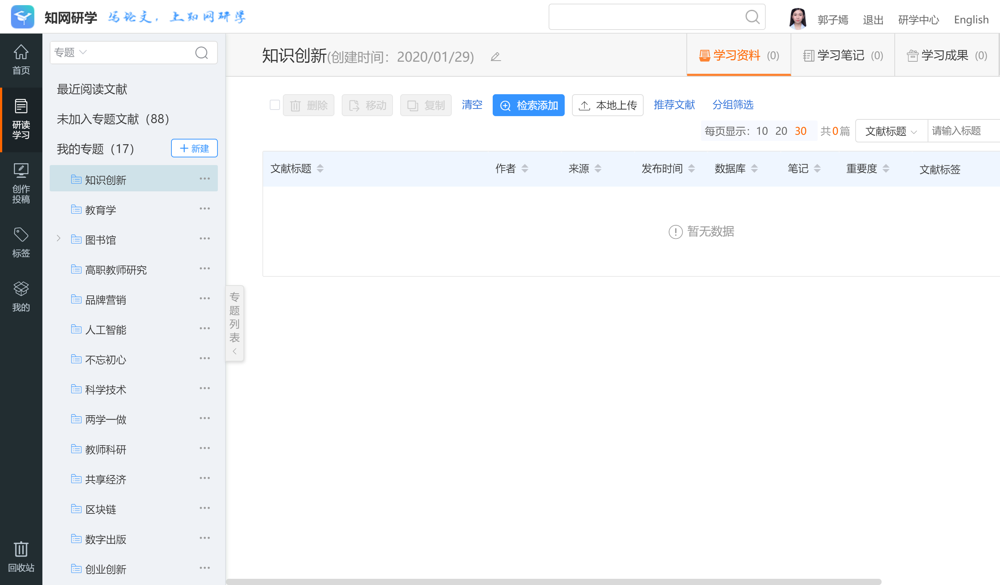 知网研学 写论文，上知网研学
郭子嫣 退出 研学中心 English
首页
研读
学习
创作
投稿
标签
我的
回收站
专题
最近阅读文献
未加入专题文献（88）
我的专题（17）
新建
知识创新
教育学
图书馆
高职教师研究
品牌营销
人工智能
不忘初心
科学技术
两学一做
教师科研
共享经济
区块链
数字出版
创业创新
专
题
列
表
知识创新(创建时间：2020/01/29)
学习资料 (0) 学习笔记 (0) 学习成果 (0)
删除 移动 复制 清空 检索添加 本地上传 推荐文献 分组筛选
每页显示：10 20 30 共0篇 文献标题 请输入标题
文献标题 作者 来源 发布时间 数据库 笔记 重要度 文献标签
暂无数据